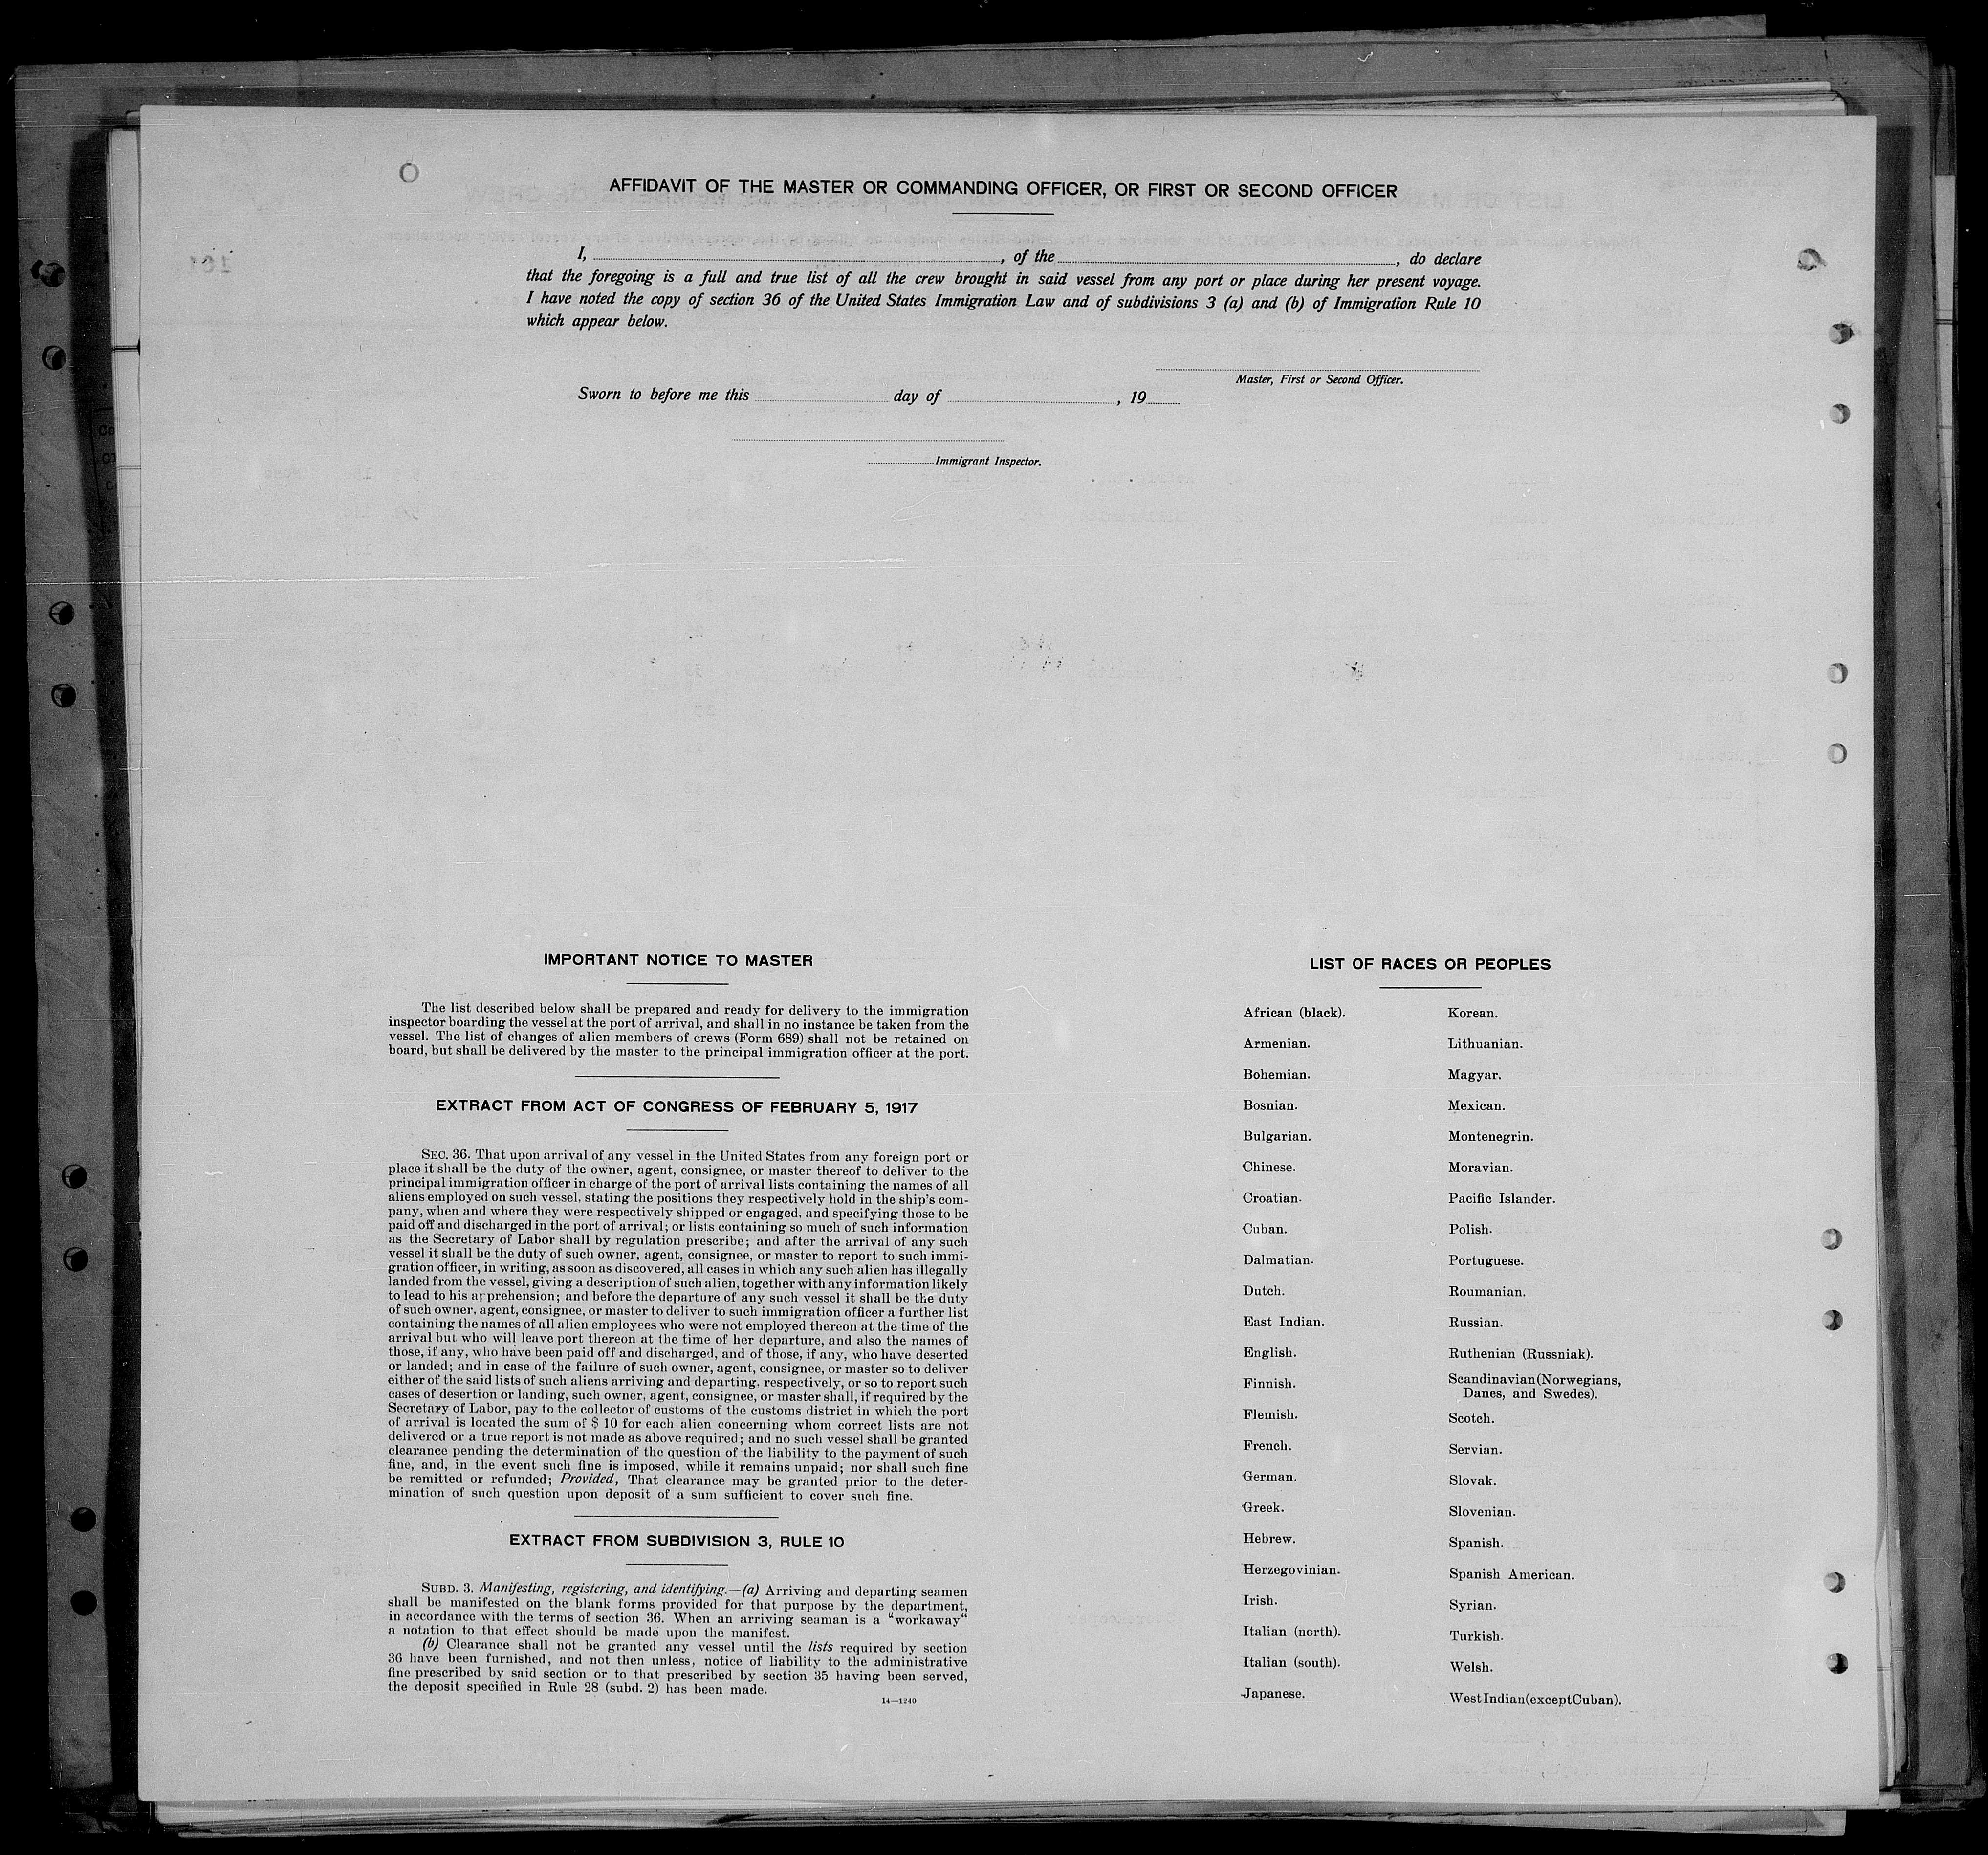 AFFIDAVIT OF THE MASTER OR COMMANDING OFFICER, OR FIRST OR SECOND OFFICER
I, , of the , do declare
that the foregoing is a full and true list of all the crew brought in said vessel from any port or place during her present voyage.
I have noted the copy of section 36 of the United States Immigration Law and of subdivisions 3 (a) and (b) of Immigration Rule 10
which appear below.
Master, First or Second Officer.
Sworn to before me this day of , 19
Immigrant Inspector.
IMPORTANT NOTICE TO MASTER
The list described below shall be prepared and ready for delivery to the immigration
inspector boarding the vessel at the port of arrival, and shall in no instance be taken from the
vessel. The list of changes of alien members of crews (Form 689) shall not be retained on
board, but shall be delivered by the master to the principal immigration officer at the port.
EXTRACT FROM ACT OF CONGRESS OF FEBRUARY 5, 1917
SEC. 36. That upon arrival of any vessel in the United States from any foreign port or
place it shall be the duty of the owner, agent, consignee, or master thereof to deliver to the
principal immigration officer in charge of the port of arrival lists containing the names of all
aliens employed on such vessel, stating the positions they respectively hold in the ship's com-
pany, when and where they were respectively shipped or engaged, and specifying those to be
paid off and discharged in the port of arrival; or lists containing so much of such information
as the Secretary of Labor shall by regulation prescribe; and after the arrival of any such
vessel it shall be the duty of such owner, agent, consignee, or master to report to such immi-
gration officer, in writing, as soon as discovered, all cases in which any such alien has illegally
landed from the vessel, giving a description of such alien, together with any information likely
to lead to his apprehension; and before the departure of any such vessel it shall be the duty
of such owner, agent, consignee, or master to deliver to such immigration officer a further list
containing the names of all alien employees who were not employed thereon at the time of the
arrival but who will leave port thereon at the time of her departure, and also the names of
those, if any, who have been paid off and discharged, and of those, if any, who have deserted
or landed; and in case of the failure of such owner, agent, consignee, or master so to deliver
either of the said lists of such aliens arriving and departing, respectively, or so to report such
cases of desertion or landing, such owner, agent, consignee, or master shall, if required by the
Secretary of Labor, pay to the collector of customs of the customs district in which the port
of arrival is located the sum of $ 10 for each alien concerning whom correct lists are not
delivered or a true report is not made as above required; and no such vessel shall be granted
clearance pending the determination of the question of the liability to the payment of such
fine, and, in the event such fine is imposed, while it remains unpaid; nor shall such fine
be remitted or refunded; Provided, That clearance may be granted prior to the deter-
mination of such question upon deposit of a sum sufficient to cover such fine.
EXTRACT FROM SUBDIVISION 3, RULE 10
SUBD. 3. Manifesting, registering, and identifying.—(a) Arriving and departing seamen
shall be manifested on the blank forms provided for that purpose by the department,
in accordance with the terms of section 36. When an arriving seaman is a “workaway“
a notation to that effect should be made upon the manifest.
(b) Clearance shall not be granted any vessel until the lists required by section
36 have been furnished, and not then unless, notice of liability to the administrative
fine prescribed by said section or to that prescribed by section 35 having been served,
the deposit specified in Rule 28 (subd. 2) has been made.
14—1240
LIST OF RACES OR PEOPLES
African (black).
Armenian.
Bohemian.
Bosnian.
Bulgarian.
Chinese.
Croatian.
Cuban.
Dalmatian.
Dutch.
East Indian.
English.
Finnish.
Flemish.
French.
German.
Greek.
Hebrew.
Herzegovinian.
Irish.
Italian (north).
Italian (south).
Japanese.
Korean.
Lithuanian.
Magyar.
Mexican.
Montenegrin.
Moravian.
Pacific Islander.
Polish.
Portuguese.
Roumanian.
Russian.
Ruthenian (Russniak).
Scandinavian(Norwegians,
Danes, and Swedes).
Scotch.
Servian.
Slovak.
Slovenian.
Spanish.
Spanish American.
Syrian.
Turkish.
Welsh.
West Indian(except Cuban).